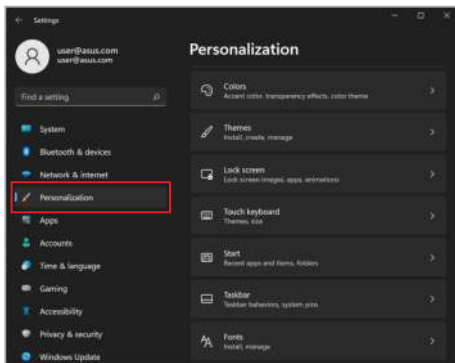 Settings
user@asus.com
user@asus.com
Find a setting
System
Bluetooth & devices
Network & internet
Personalization
Apps
Accounts
Time & language
Gaming
Accessibility
Privacy & security
Windows Update
Personalization
Colors
Accent color, transparency effects, color theme
Themes
Install, create, manage
Lock screen
Lock screen images, apps, animations
Touch keyboard
Themes, size
Start
Recent apps and items, folders
Taskbar
Taskbar behaviors, system pins
Fonts
Install, manage